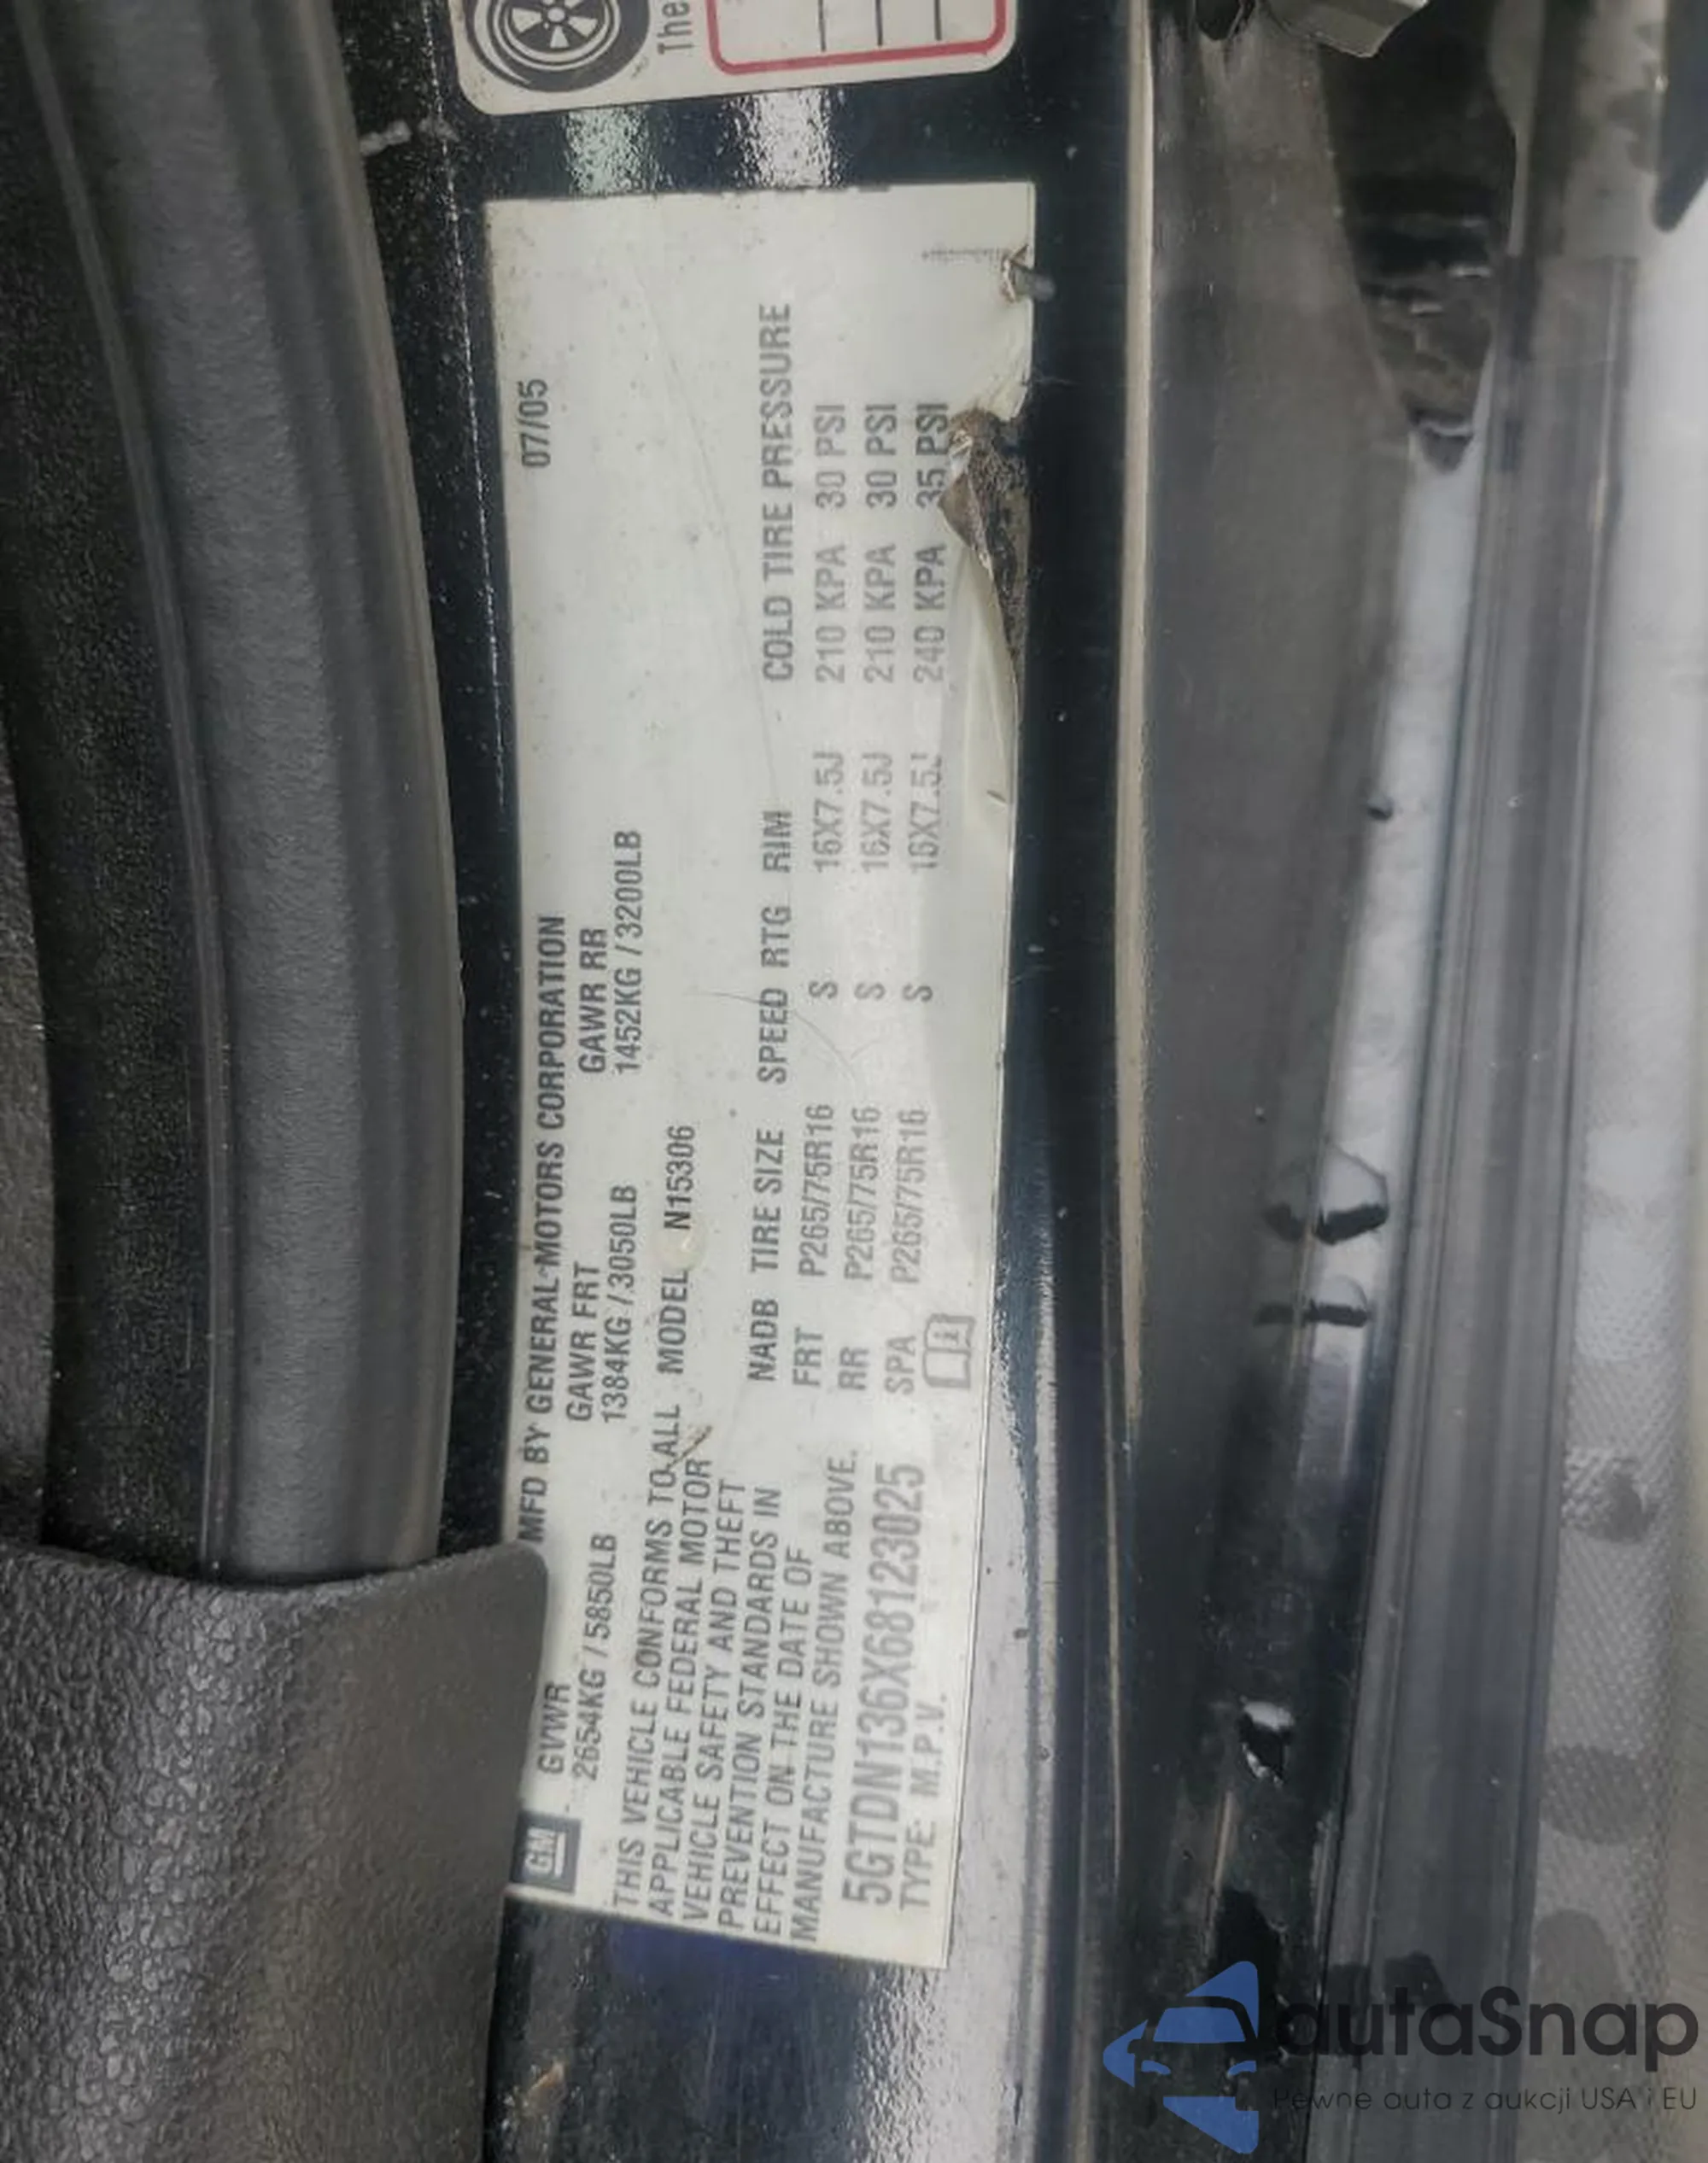 The
07/05
MFD BY GENERAL MOTORS CORPORATION
GM
GVWR GAWR FRT GAWR RR
2654KG / 5850LB 1384KG / 3050LB 1452KG / 3200LB
THIS VEHICLE CONFORMS TO ALL MODEL N15306
APPLICABLE FEDERAL MOTOR
VEHICLE SAFETY AND THEFT
PREVENTION STANDARDS IN
EFFECT ON THE DATE OF
MANUFACTURE SHOWN ABOVE.
5GTDN136X68123025
TYPE: M.P.V.
NADB TIRE SIZE SPEED RTG RIM COLD TIRE PRESSURE
FRT P265/75R16 S 16X7.5J 210 KPA 30 PSI
RR P265/75R16 S 16X7.5J 210 KPA 30 PSI
SPA P265/75R16 S 16X7.5J 240 KPA 35 PSI
autaSnap
Pewne auta z aukcji USA i EU